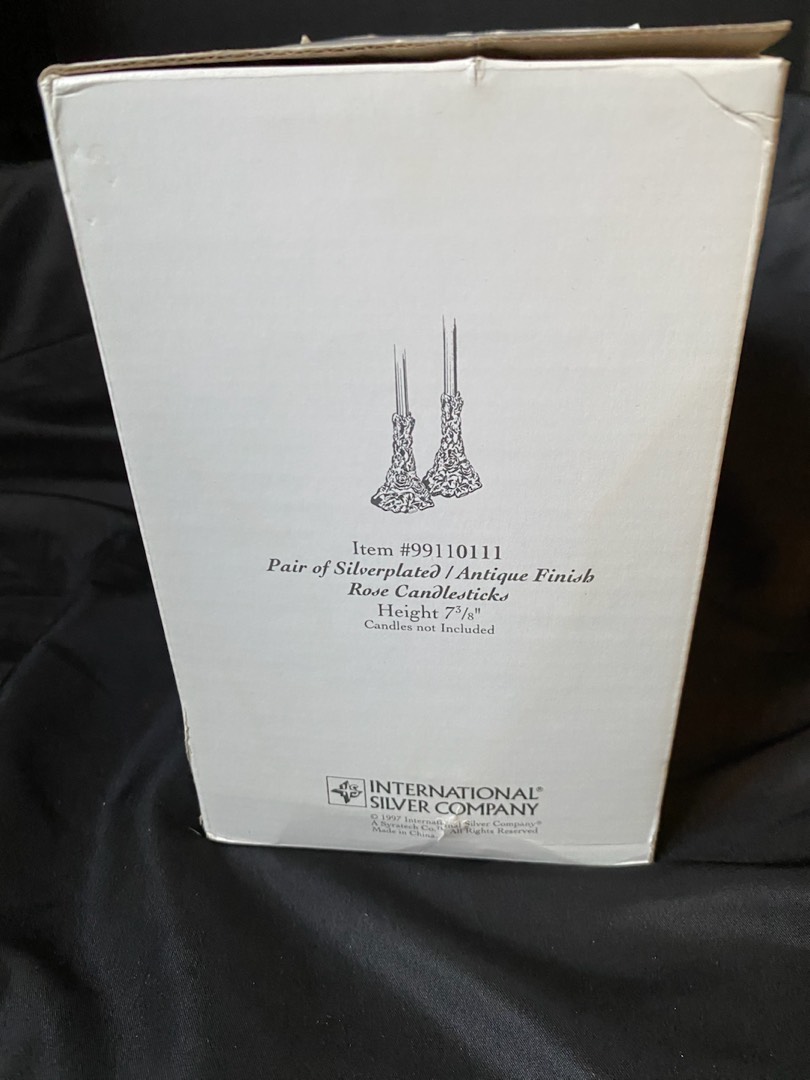 Item #99110111
Pair of Silverplated / Antique Finish
Rose Candlesticks
Height 7³/₈"
Candles not Included
INTERNATIONAL®
SILVER COMPANY
© 1997 Silver Company®
A Syratech Co. All Rights Reserved
Made in China.